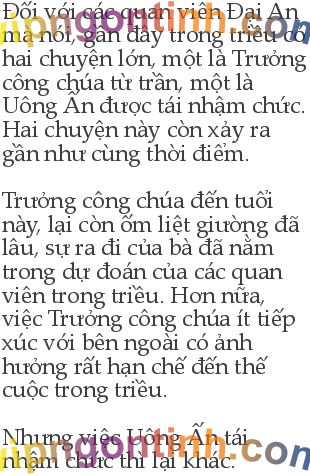 Đối với các quan viên Đại An
mà nói, gần đây trong triều có
hai chuyện lớn, một là Trưởng
công chúa từ trần, một là
Uông Ấn được tái nhậm chức.
Hai chuyện này còn xảy ra
gần như cùng thời điểm.
Trưởng công chúa đến tuổi
này, lại còn ốm liệt giường đã
lâu, sự ra đi của bà đã nằm
trong dự đoán của các quan
viên trong triều. Hơn nữa,
việc Trưởng công chúa ít tiếp
xúc với bên ngoài có ảnh
hưởng rất hạn chế đến thế
cuộc trong triều.
Nhưng việc Uông Ấn tái
nhậm chức thì lại khác.
vipngontinh.com
vipngontinh.com